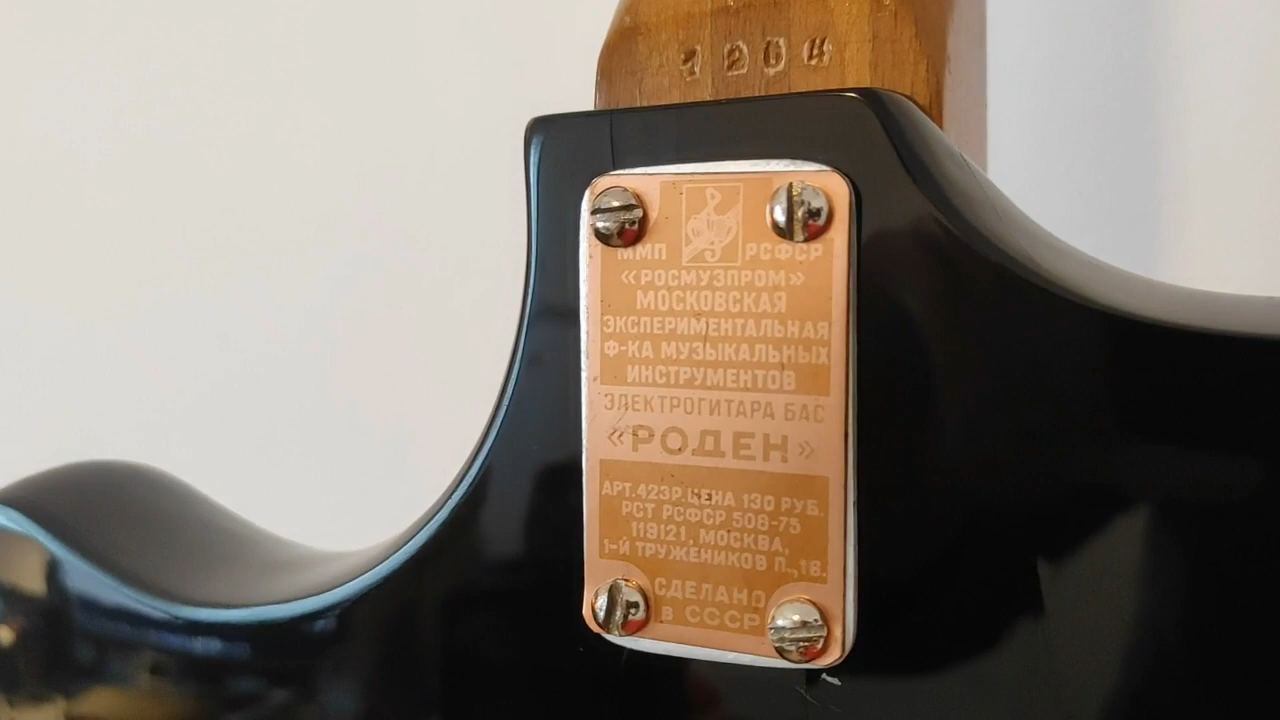 1204
ММП РСФСР
«РОСМУЗПРОМ»
МОСКОВСКАЯ
ЭКСПЕРИМЕНТАЛЬНАЯ
Ф-КА МУЗЫКАЛЬНЫХ
ИНСТРУМЕНТОВ
ЭЛЕКТРОГИТАРА БАС
«РОДЕН»
АРТ.423Р.ЦЕНА 130 РУБ.
РСТ РСФСР 508-75
119121, МОСКВА,
1-Й ТРУЖЕНИКОВ П.,18.
СДЕЛАНО
в СССР